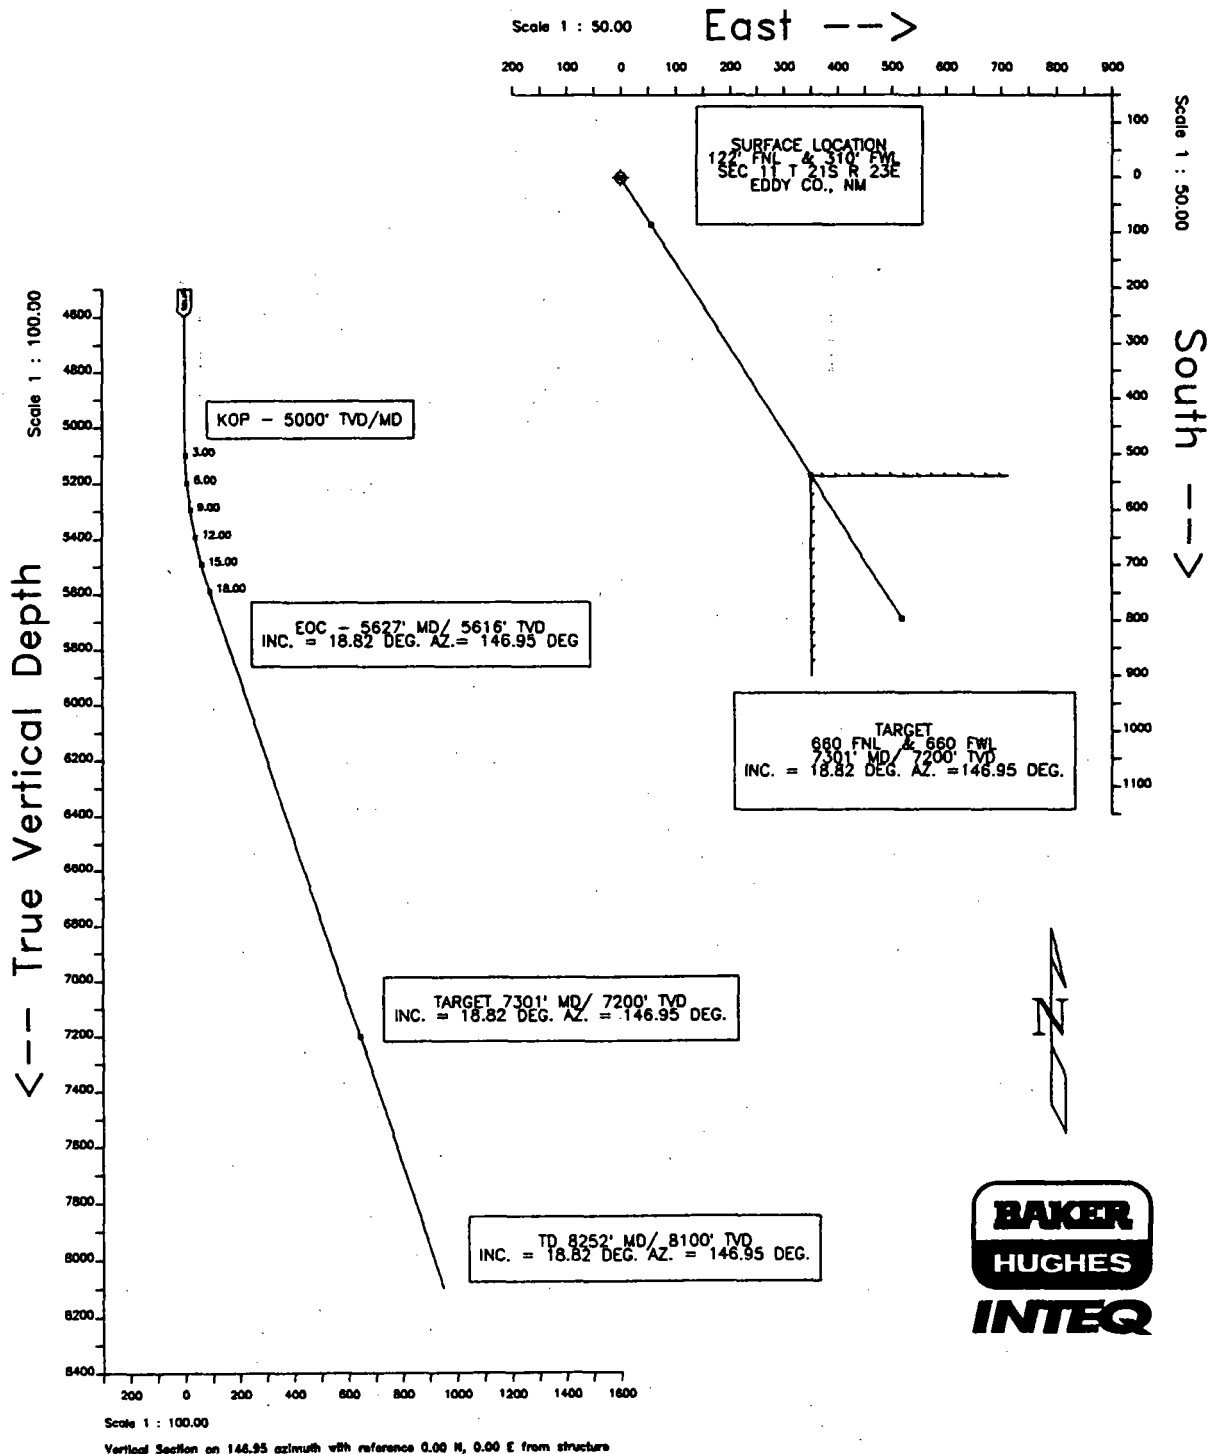 Scale 1 : 50.00
East -->
200 100 0 100 200 300 400 500 600 700 800 900
Scale 1 : 50.00
100
0
100
200
300
400
500
600
700
800
900
1000
1100
South -->
SURFACE LOCATION
122' FNL & 310' FWL
SEC 11 T 21S R 23E
EDDY CO., NM
TARGET
660 FNL & 660 FWL
7301' MD/ 7200' TVD
INC. = 18.82 DEG. AZ. =146.95 DEG.
Scale 1 : 100.00
<-- True Vertical Depth
4600
4800
5000
5200
5400
5600
5800
6000
6200
6400
6600
6800
7000
7200
7400
7600
7800
8000
8200
8400
KOP - 5000' TVD/MD
3.00
6.00
9.00
12.00
15.00
18.00
EOC - 5627' MD/ 5616' TVD
INC. = 18.82 DEG. AZ.= 146.95 DEG
TARGET 7301' MD/ 7200' TVD
INC. = 18.82 DEG. AZ. = 146.95 DEG.
TD 8252' MD/ 8100' TVD
INC. = 18.82 DEG. AZ. = 146.95 DEG.
N
BAKER
HUGHES
INTEQ
200 0 200 400 600 800 1000 1200 1400 1600
Scale 1 : 100.00
Vertical Section on 146.95 azimuth with reference 0.00 N, 0.00 E from structure